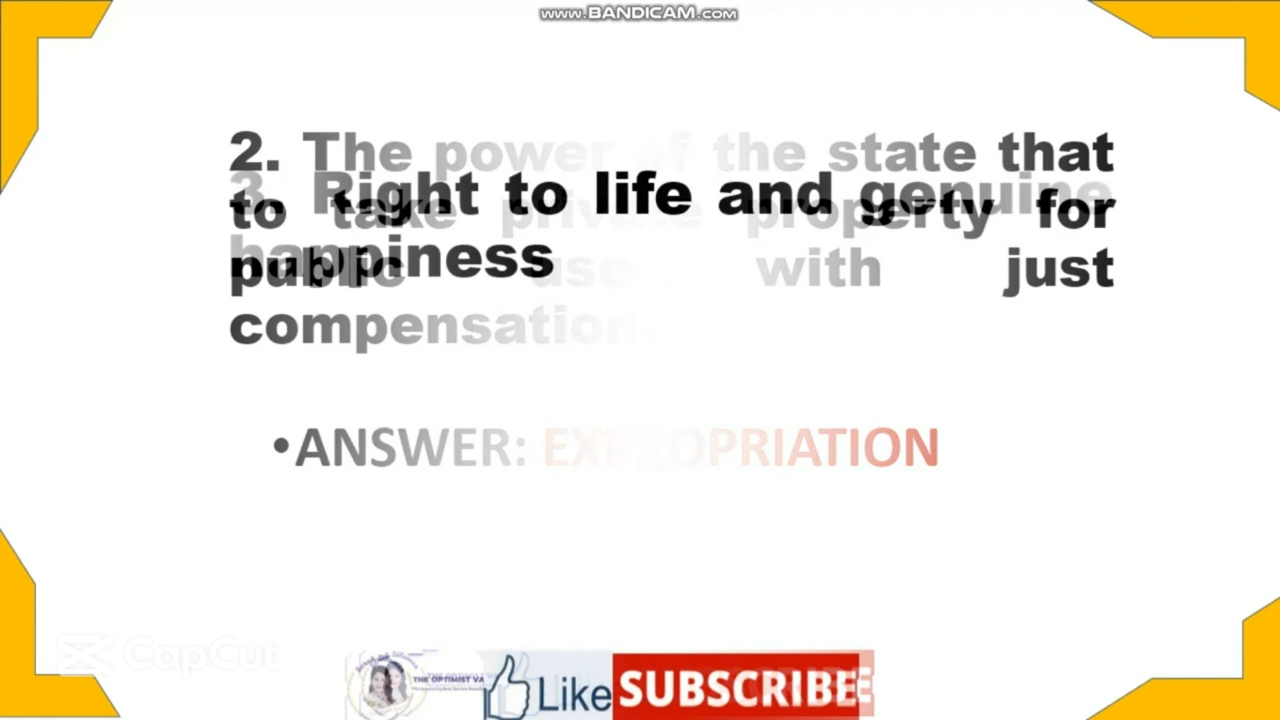 www.BANDICAM.com
2. The power of the state that
to take private property for
public use with just
compensation.
3. Right to life and genuine
happiness
•ANSWER: EXPROPRIATION
CapCut
THE OPTIMIST VA
Like
SUBSCRIBE